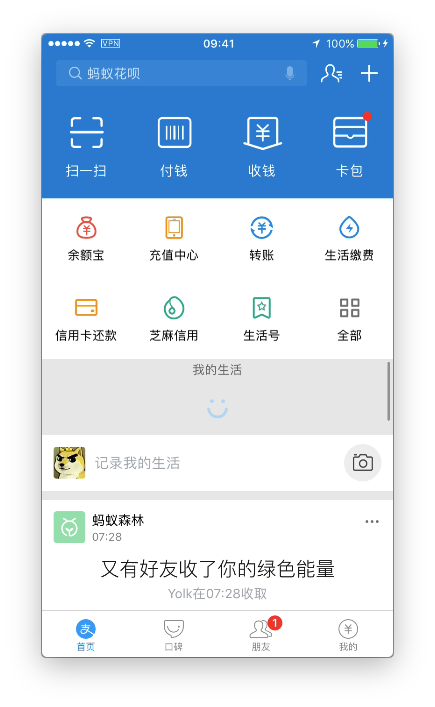 VPN
09:41
100%
蚂蚁花呗
扫一扫
付钱
收钱
卡包
余额宝
充值中心
转账
生活缴费
信用卡还款
芝麻信用
生活号
全部
我的生活
记录我的生活
蚂蚁森林
07:28
又有好友收了你的绿色能量
Yolk在07:28收取
支
1
首页
口碑
朋友
我的